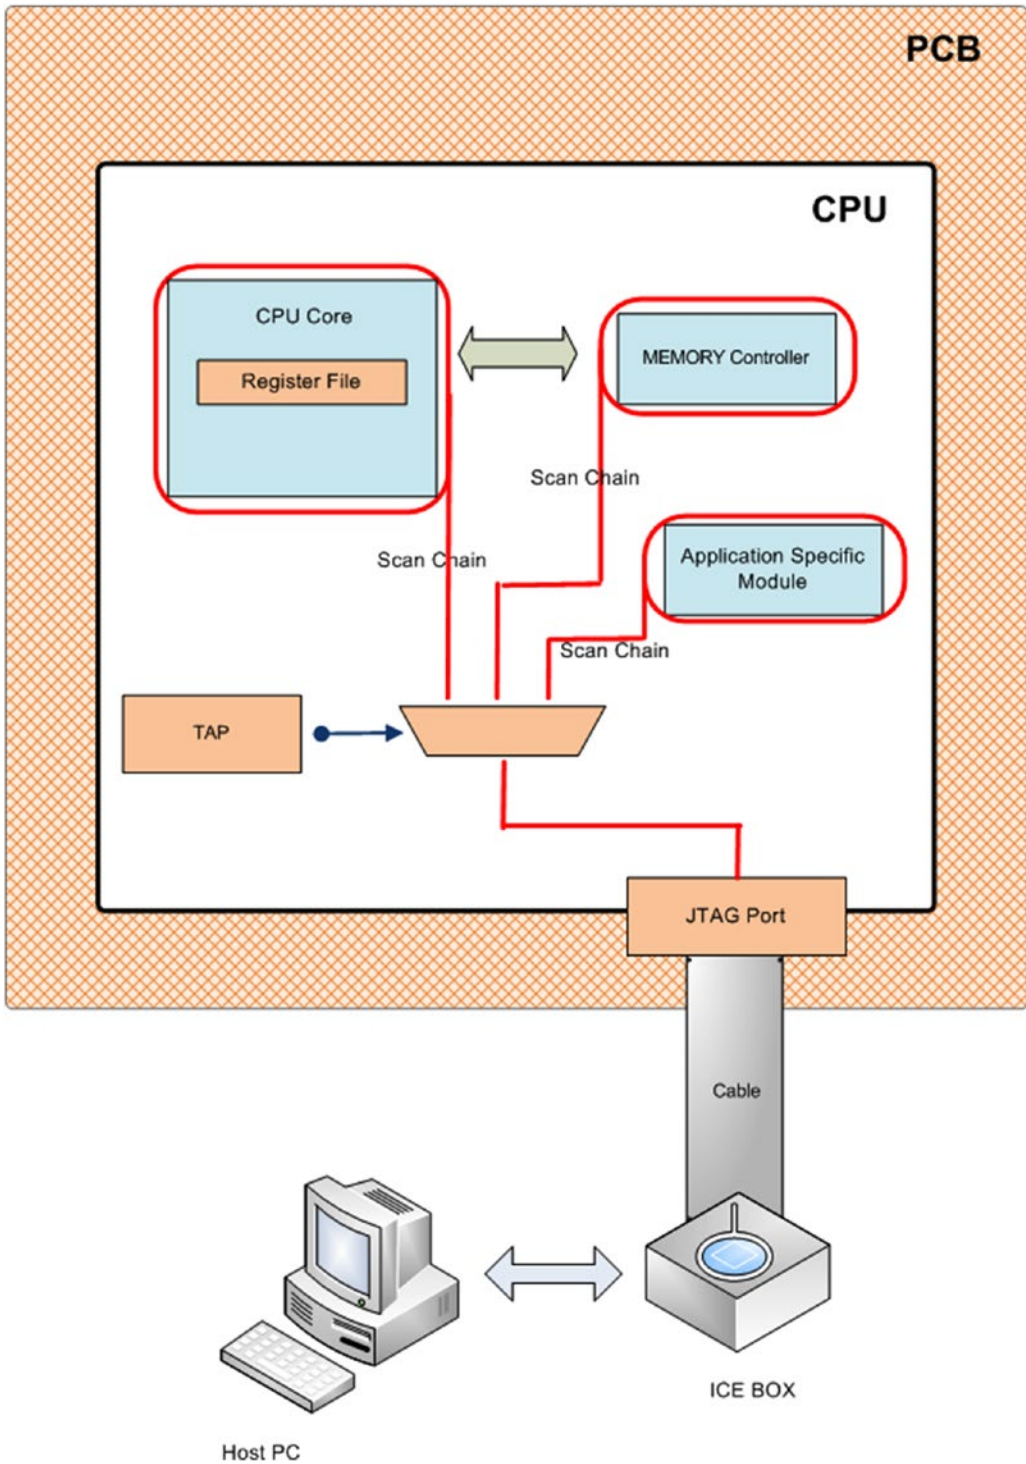 PCB
CPU
CPU Core
Register File
MEMORY Controller
Scan Chain
Scan Chain
Application Specific
Module
Scan Chain
TAP
JTAG Port
Cable
ICE BOX
Host PC